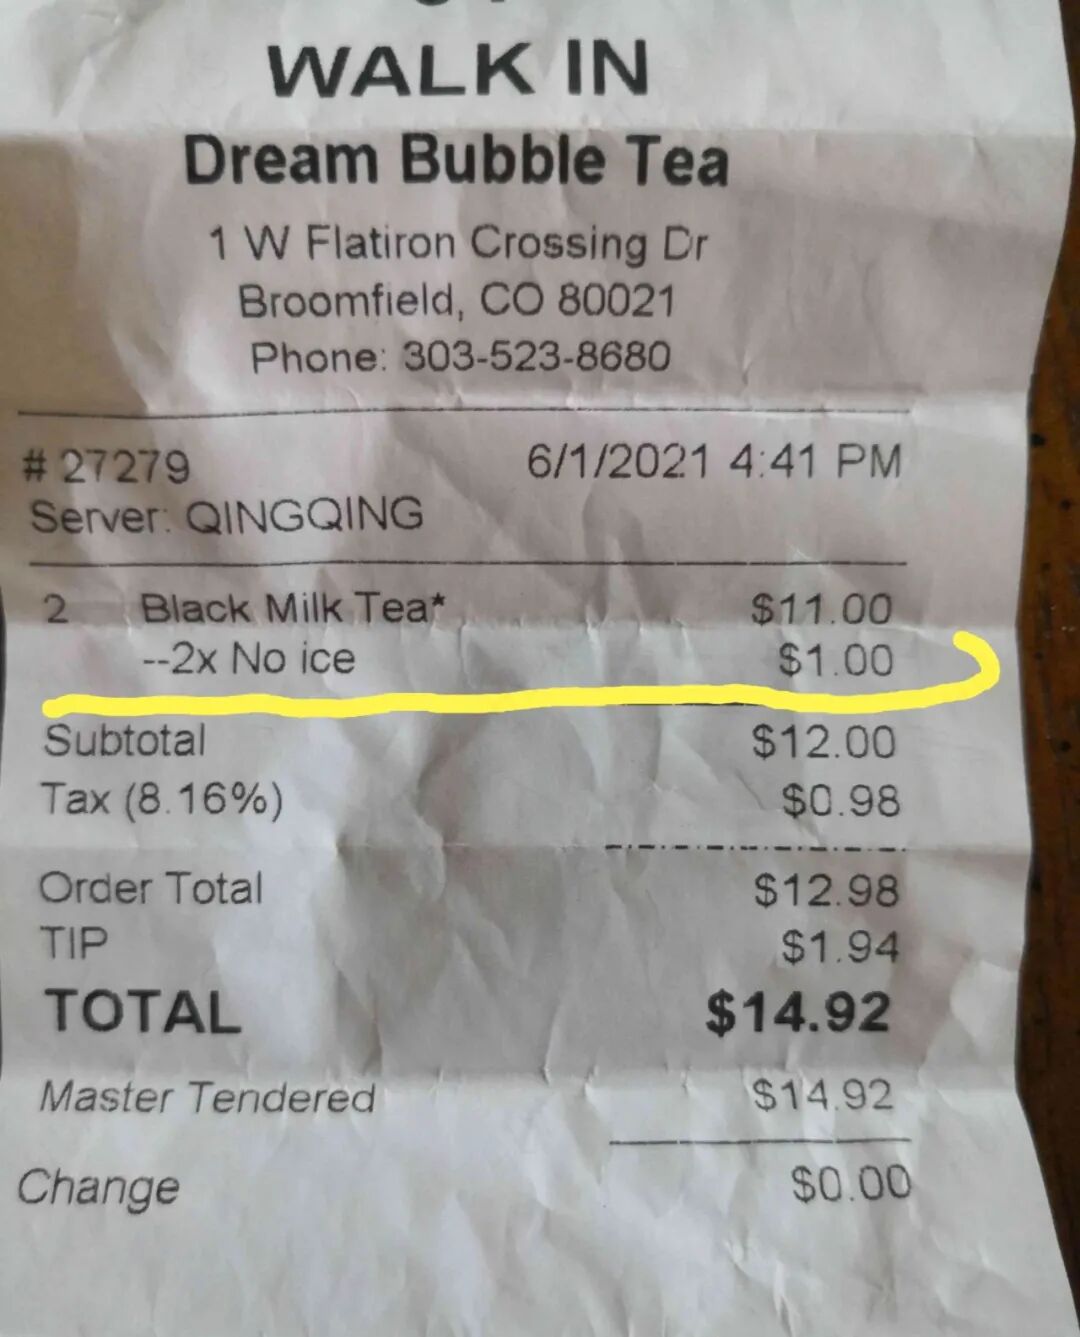 WALK IN
Dream Bubble Tea
1 W Flatiron Crossing Dr
Broomfield, CO 80021
Phone: 303-523-8680
# 27279 6/1/2021 4:41 PM
Server: QINGQING
2 Black Milk Tea* $11.00
--2x No ice $1.00
Subtotal $12.00
Tax (8.16%) $0.98
Order Total $12.98
TIP $1.94
TOTAL $14.92
Master Tendered $14.92
Change $0.00